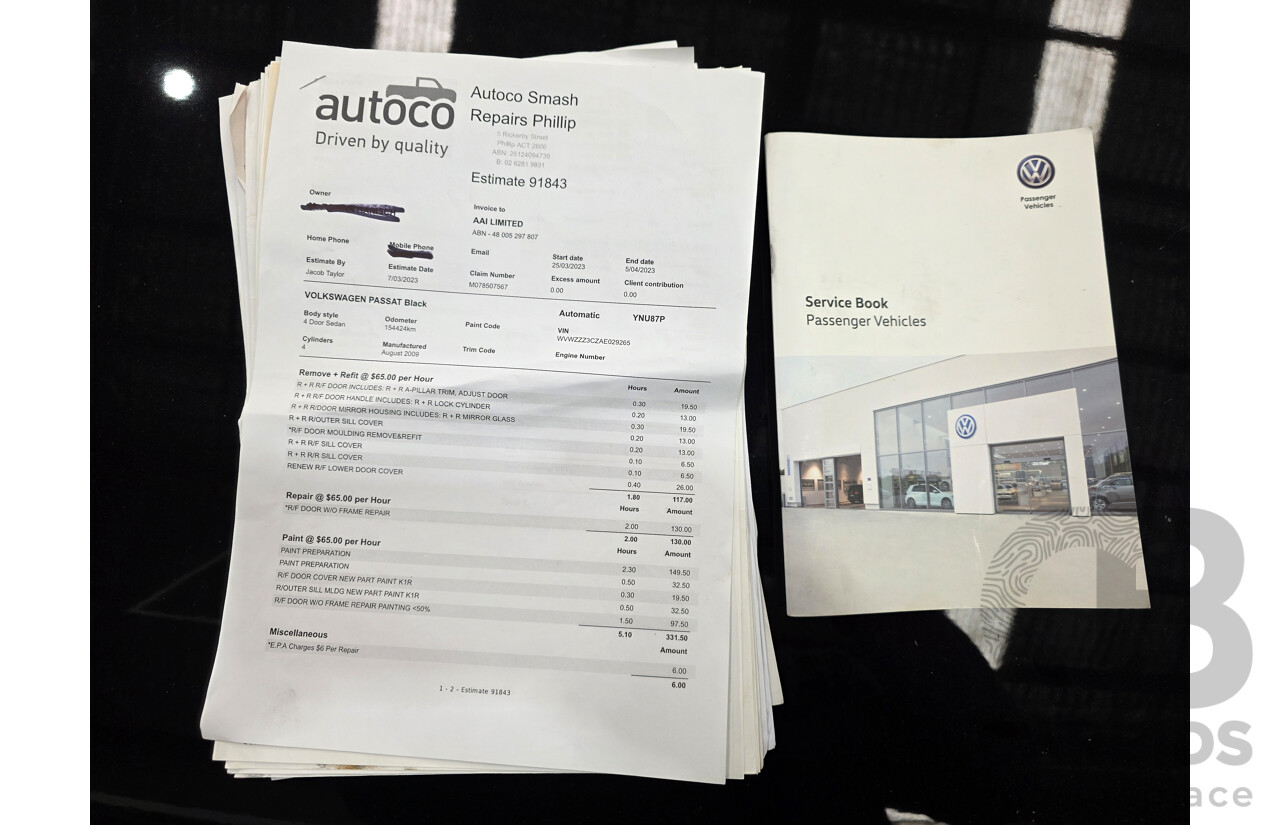 autoco
Driven by quality
Autoco Smash
Repairs Phillip
Phillip ACT 2606
Estimate 91843
Owner
Invoice to
AAI LIMITED
ABN - 48 005 297 807
Home Phone
Mobile Phone
Email
Start date
25/03/2023
End date
5/04/2023
Estimate By
Jacob Taylor
Estimate Date
7/03/2023
Claim Number
M078507567
Excess amount
0.00
Client contribution
0.00
VOLKSWAGEN PASSAT Black
Automatic
YNU87P
Body style
4 Door Sedan
Odometer
154424km
Paint Code
VIN
WVWZZZ3CZAE029265
Cylinders
4
Manufactured
August 2009
Trim Code
Engine Number
Remove + Refit @ $65.00 per Hour Hours Amount
R + R R/F DOOR INCLUDES: R + R A-PILLAR TRIM, ADJUST DOOR 0.30 19.50
R + R R/F DOOR HANDLE INCLUDES: R + R LOCK CYLINDER 0.20 13.00
R + R R/DOOR MIRROR HOUSING INCLUDES: R + R MIRROR GLASS 0.30 19.50
R + R R/OUTER SILL COVER 0.20 13.00
*R/F DOOR MOULDING REMOVE&REFIT 0.20 13.00
R + R R/F SILL COVER 0.10 6.50
R + R R/R SILL COVER 0.10 6.50
RENEW R/F LOWER DOOR COVER 0.40 26.00
1.80 117.00
Repair @ $65.00 per Hour Hours Amount
*R/F DOOR W/O FRAME REPAIR 2.00 130.00
2.00 130.00
Paint @ $65.00 per Hour Hours Amount
PAINT PREPARATION 2.30 149.50
PAINT PREPARATION 0.50 32.50
R/F DOOR COVER NEW PART PAINT K1R 0.30 19.50
R/OUTER SILL MLDG NEW PART PAINT K1R 0.50 32.50
R/F DOOR W/O FRAME REPAIR PAINTING <50% 1.50 97.50
5.10 331.50
Miscellaneous Amount
*E.P.A Charges $6 Per Repair 6.00
6.00
1 - 2 - Estimate 91843
Passenger
Vehicles
Service Book
Passenger Vehicles